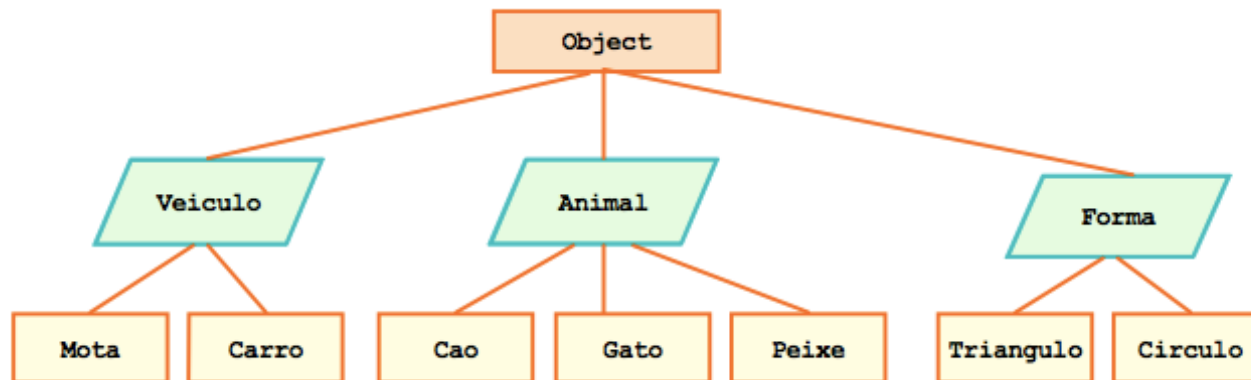 Object
Veiculo
Animal
Forma
Mota
Carro
Cao
Gato
Peixe
Triangulo
Circulo